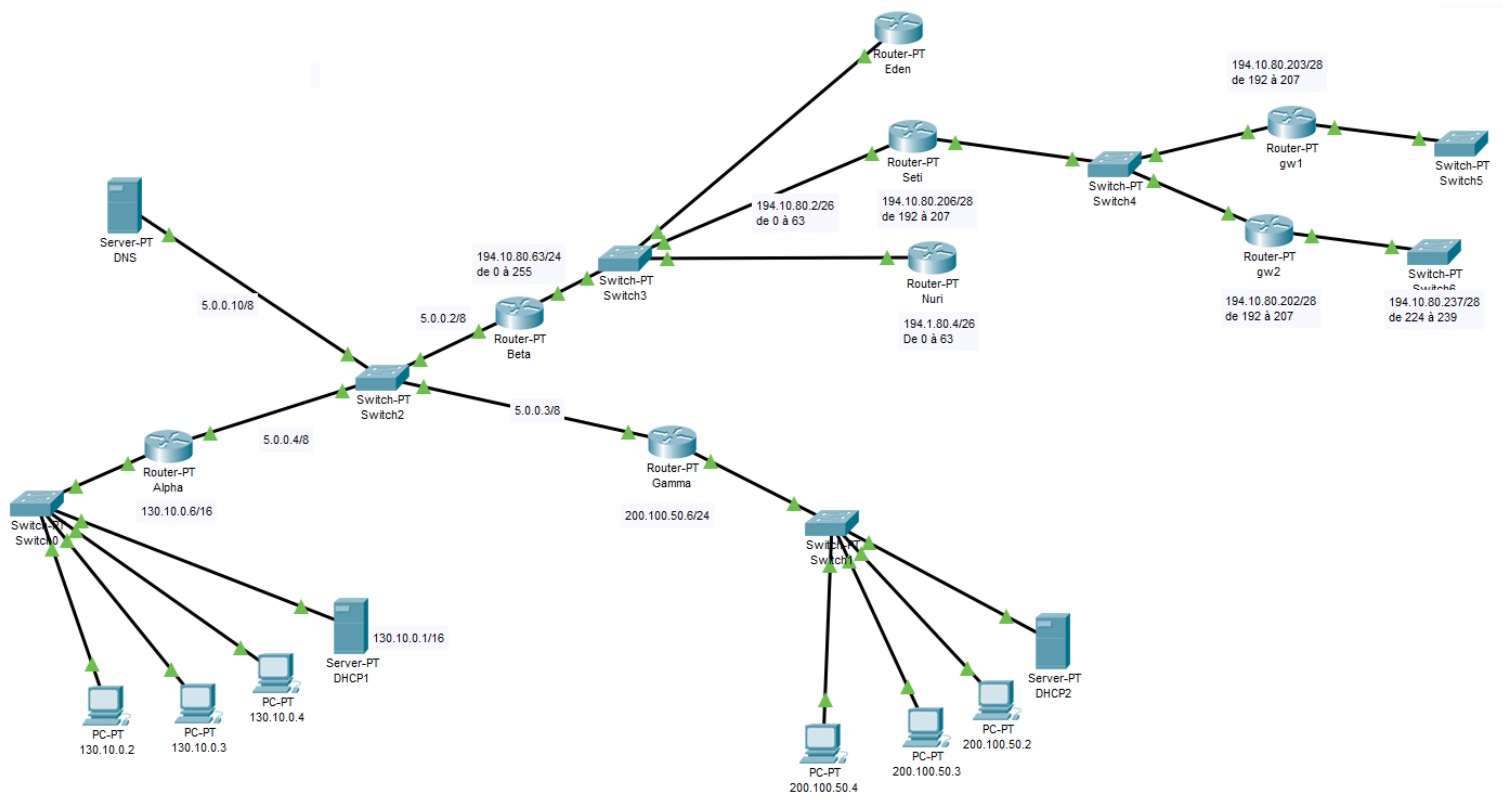 Router-PT
Eden
194.10.80.203/28
de 192 à 207
Router-PT
gw1
Switch-PT
Switch5
Router-PT
Seti
Switch-PT
Switch4
194.10.80.2/26
de 0 à 63
194.10.80.206/28
de 192 à 207
Server-PT
DNS
194.10.80.63/24
de 0 à 255
Switch-PT
Switch3
Router-PT
Nuri
Router-PT
gw2
Switch-PT
Switch6
194.10.80.202/28
de 192 à 207
194.10.80.237/28
de 224 à 239
5.0.0.10/8
5.0.0.2/8
Router-PT
Beta
194.1.80.4/26
De 0 à 63
Switch-PT
Switch2
5.0.0.3/8
5.0.0.4/8
Router-PT
Alpha
130.10.0.6/16
Router-PT
Gamma
200.100.50.6/24
Switch-PT
Switch0
Switch-PT
Switch1
130.10.0.1/16
Server-PT
DHCP1
Server-PT
DHCP2
PC-PT
130.10.0.4
PC-PT
130.10.0.3
PC-PT
130.10.0.2
PC-PT
200.100.50.2
PC-PT
200.100.50.3
PC-PT
200.100.50.4